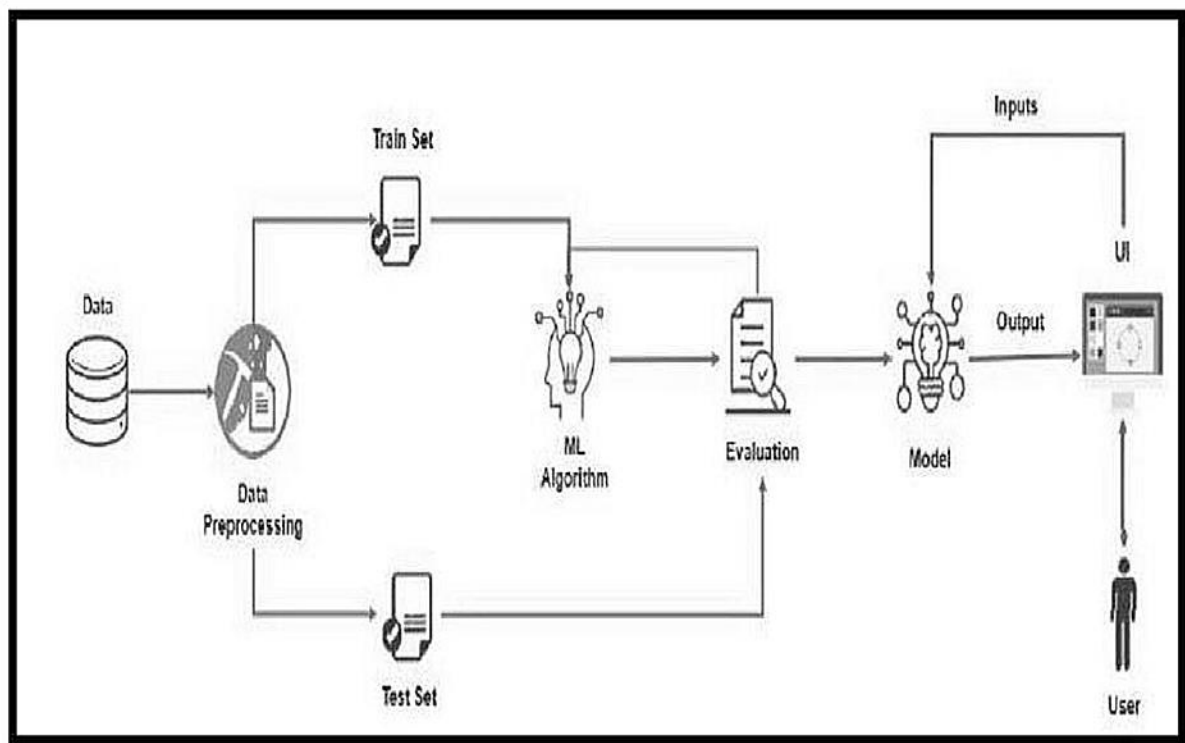 Inputs
Train Set
UI
Data
Output
ML
Algorithm
Evaluation
Model
Data
Preprocessing
Test Set
User